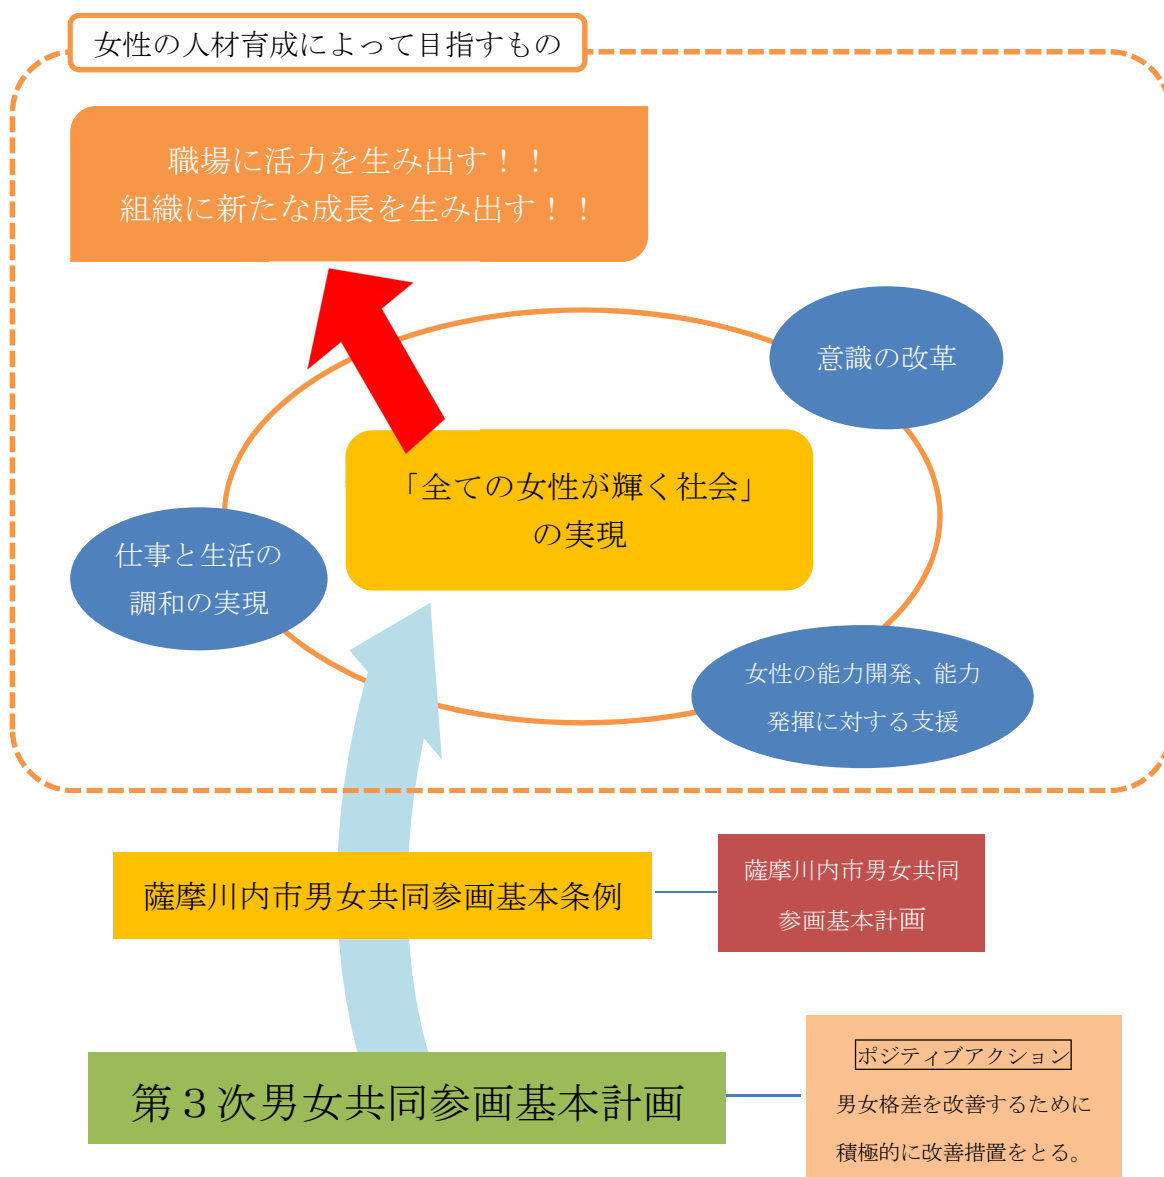 女性の人材育成によって目指すもの
職場に活力を生み出す！！
組織に新たな成長を生み出す！！
意識の改革
「全ての女性が輝く社会」
の実現
仕事と生活の
調和の実現
女性の能力開発、能力
発揮に対する支援
薩摩川内市男女共同参画基本条例
薩摩川内市男女共同
参画基本計画
第３次男女共同参画基本計画
ポジティブアクション
男女格差を改善するために
積極的に改善措置をとる。